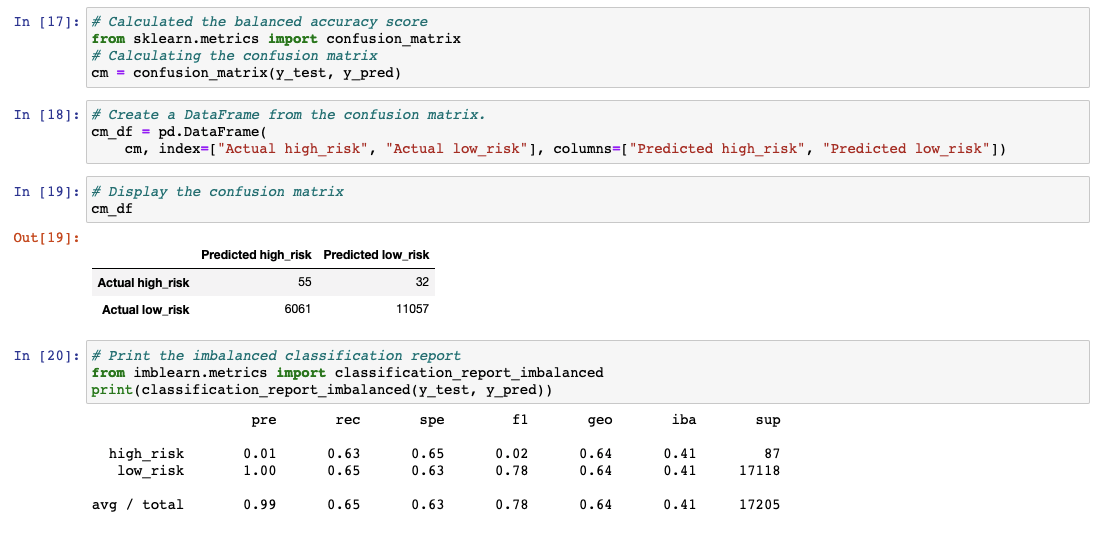 In [17]: # Calculated the balanced accuracy score
from sklearn.metrics import confusion_matrix
# Calculating the confusion matrix
cm = confusion_matrix(y_test, y_pred)
In [18]: # Create a DataFrame from the confusion matrix.
cm_df = pd.DataFrame(
    cm, index=["Actual high_risk", "Actual low_risk"], columns=["Predicted high_risk", "Predicted low_risk"])
In [19]: # Display the confusion matrix
cm_df
Out[19]:
Predicted high_risk Predicted low_risk
Actual high_risk 55 32
Actual low_risk 6061 11057
In [20]: # Print the imbalanced classification report
from imblearn.metrics import classification_report_imbalanced
print(classification_report_imbalanced(y_test, y_pred))
pre rec spe f1 geo iba sup
high_risk 0.01 0.63 0.65 0.02 0.64 0.41 87
low_risk 1.00 0.65 0.63 0.78 0.64 0.41 17118
avg / total 0.99 0.65 0.63 0.78 0.64 0.41 17205